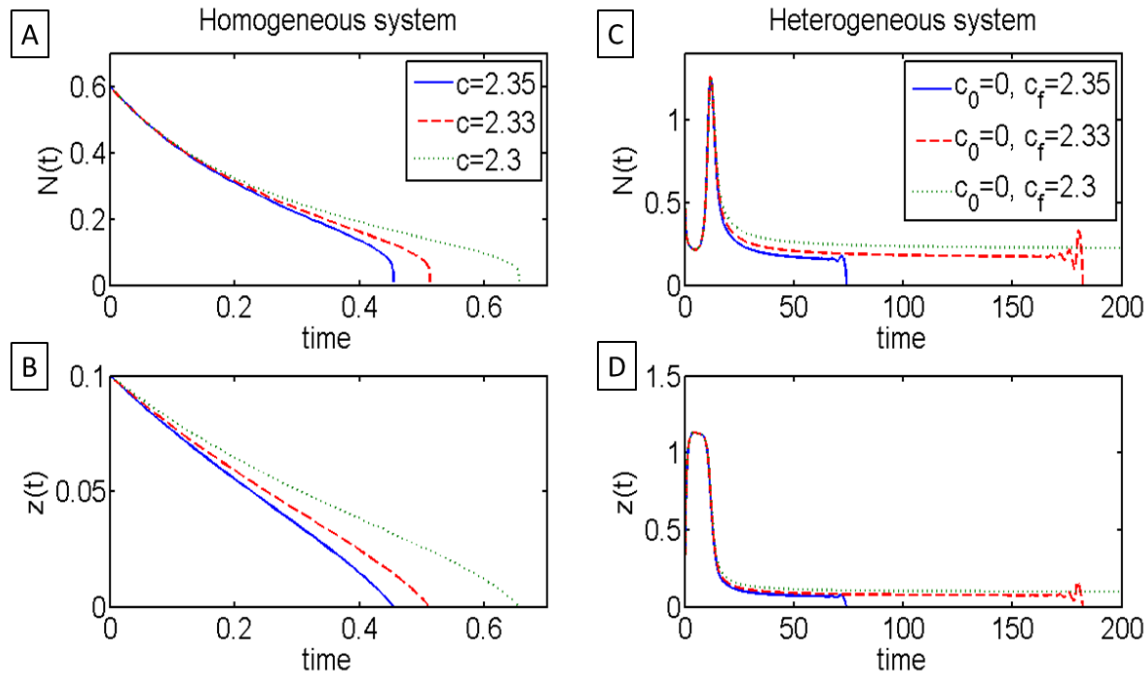 Homogeneous system
A
N(t)
0.6
0.4
0.2
0
0 0.2 0.4 0.6
time
c=2.35
c=2.33
c=2.3
B
z(t)
0.1
0.05
0
0 0.2 0.4 0.6
time
Heterogeneous system
C
N(t)
1
0.5
0
0 50 100 150 200
time
c0=0, cf=2.35
c0=0, cf=2.33
c0=0, cf=2.3
D
z(t)
1.5
1
0.5
0
0 50 100 150 200
time